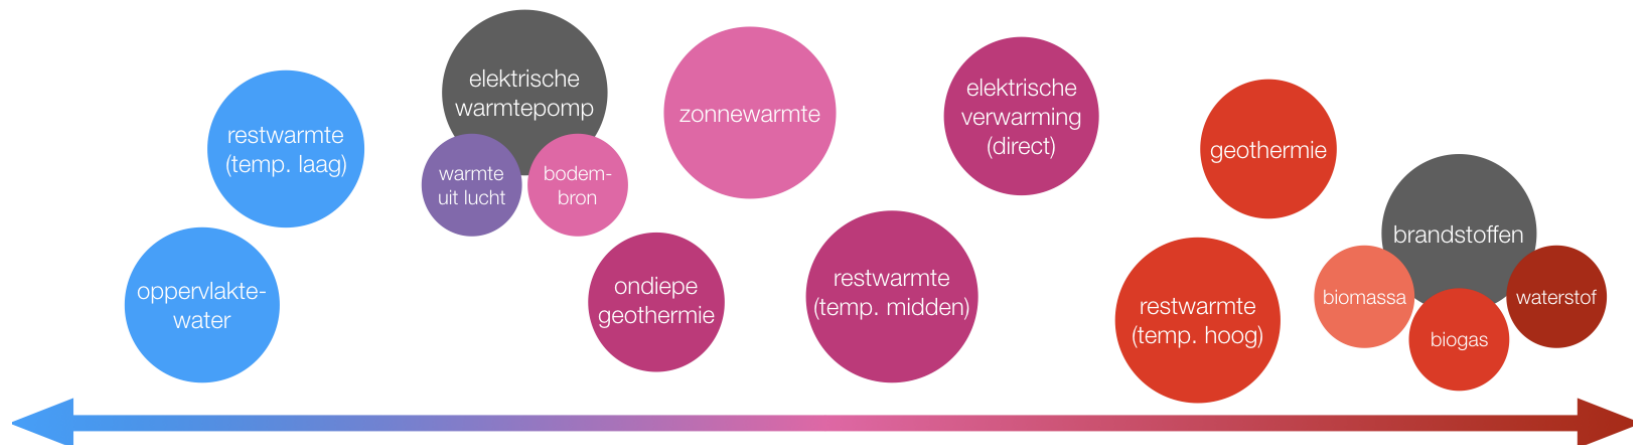 elektrische
warmtepomp
warmte
uit lucht
bodem-
bron
restwarmte
(temp. laag)
oppervlakte-
water
zonnewarmte
ondiepe
geothermie
elektrische
verwarming
(direct)
restwarmte
(temp. midden)
geothermie
restwarmte
(temp. hoog)
brandstoffen
biomassa
biogas
waterstof